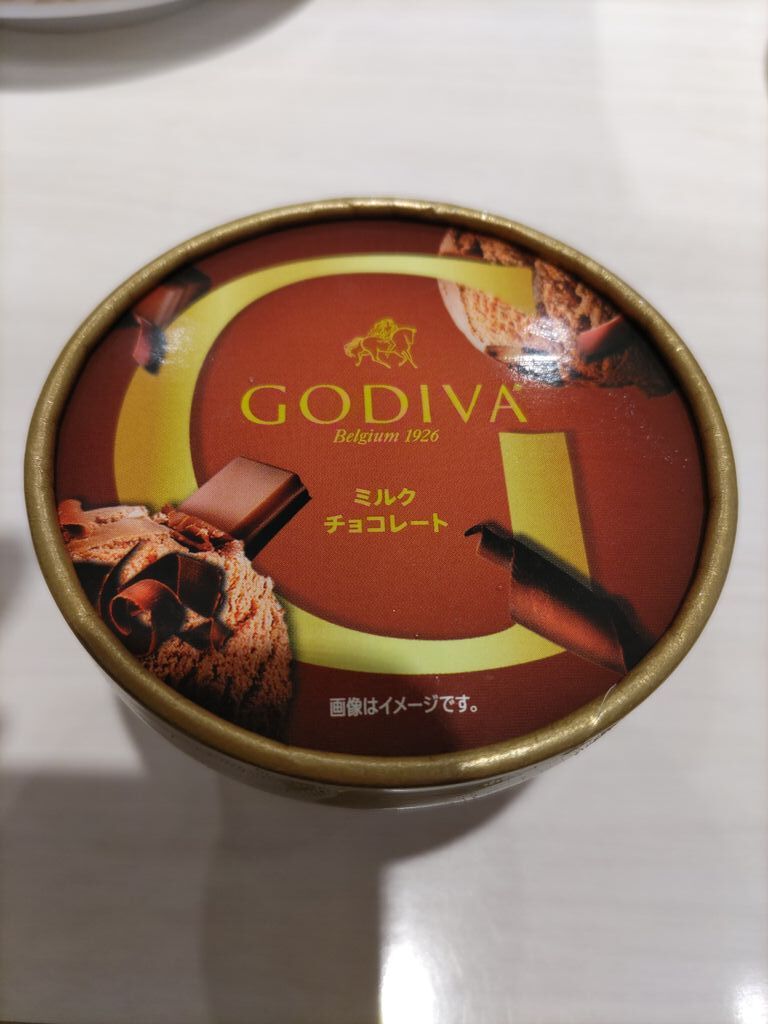 GODIVA
Belgium 1926
ミルク
チョコレート
画像はイメージです。